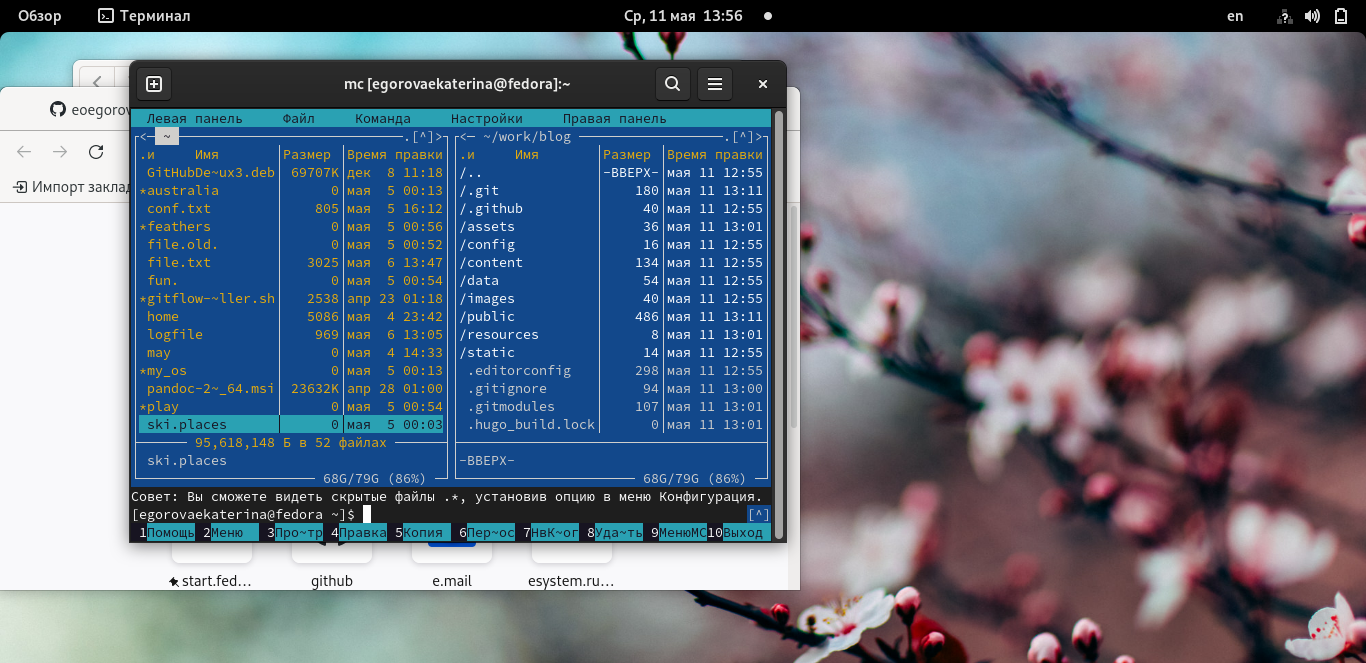 Обзор Терминал Ср, 11 мая 13:56 en
mc [egorovaekaterina@fedora]:~
eoegorov
Импорт заклад
Левая панель Файл Команда Настройки Правая панель
<─ ~ ─.[^]> <─ ~/work/blog ─.[^]>
.и Имя Размер Время правки .и Имя Размер Время правки
GitHubDe~ux3.deb 69707K дек 8 11:18 /.. -ВВЕРХ- мая 11 12:55
*australia 0 мая 5 00:13 /.git 180 мая 11 13:11
conf.txt 805 мая 5 16:12 /.github 40 мая 11 12:55
*feathers 0 мая 5 00:56 /assets 36 мая 11 13:01
file.old. 0 мая 5 00:52 /config 16 мая 11 12:55
file.txt 3025 мая 6 13:47 /content 134 мая 11 12:55
fun. 0 мая 5 00:54 /data 54 мая 11 12:55
*gitflow-~ller.sh 2538 апр 23 01:18 /images 40 мая 11 12:55
home 5086 мая 4 23:42 /public 486 мая 11 13:11
logfile 969 мая 6 13:05 /resources 8 мая 11 13:01
may 0 мая 4 14:33 /static 14 мая 11 12:55
*my_os 0 мая 5 00:13 .editorconfig 298 мая 11 12:55
pandoc-2~_64.msi 23632K апр 28 01:00 .gitignore 94 мая 11 13:00
*play 0 мая 5 00:54 .gitmodules 107 мая 11 13:01
ski.places 0 мая 5 00:03 .hugo_build.lock 0 мая 11 13:01
95,618,148 Б в 52 файлах
ski.places -ВВЕРХ-
68G/79G (86%) 68G/79G (86%)
Совет: Вы сможете видеть скрытые файлы .*, установив опцию в меню Конфигурация.
[egorovaekaterina@fedora ~]$ [^]
1Помощь 2Меню 3Про~тр 4Правка 5Копия 6Пер~ос 7НвК~ог 8Уда~ть 9МенюMC 10Выход
start.fed… github e.mail esystem.ru…